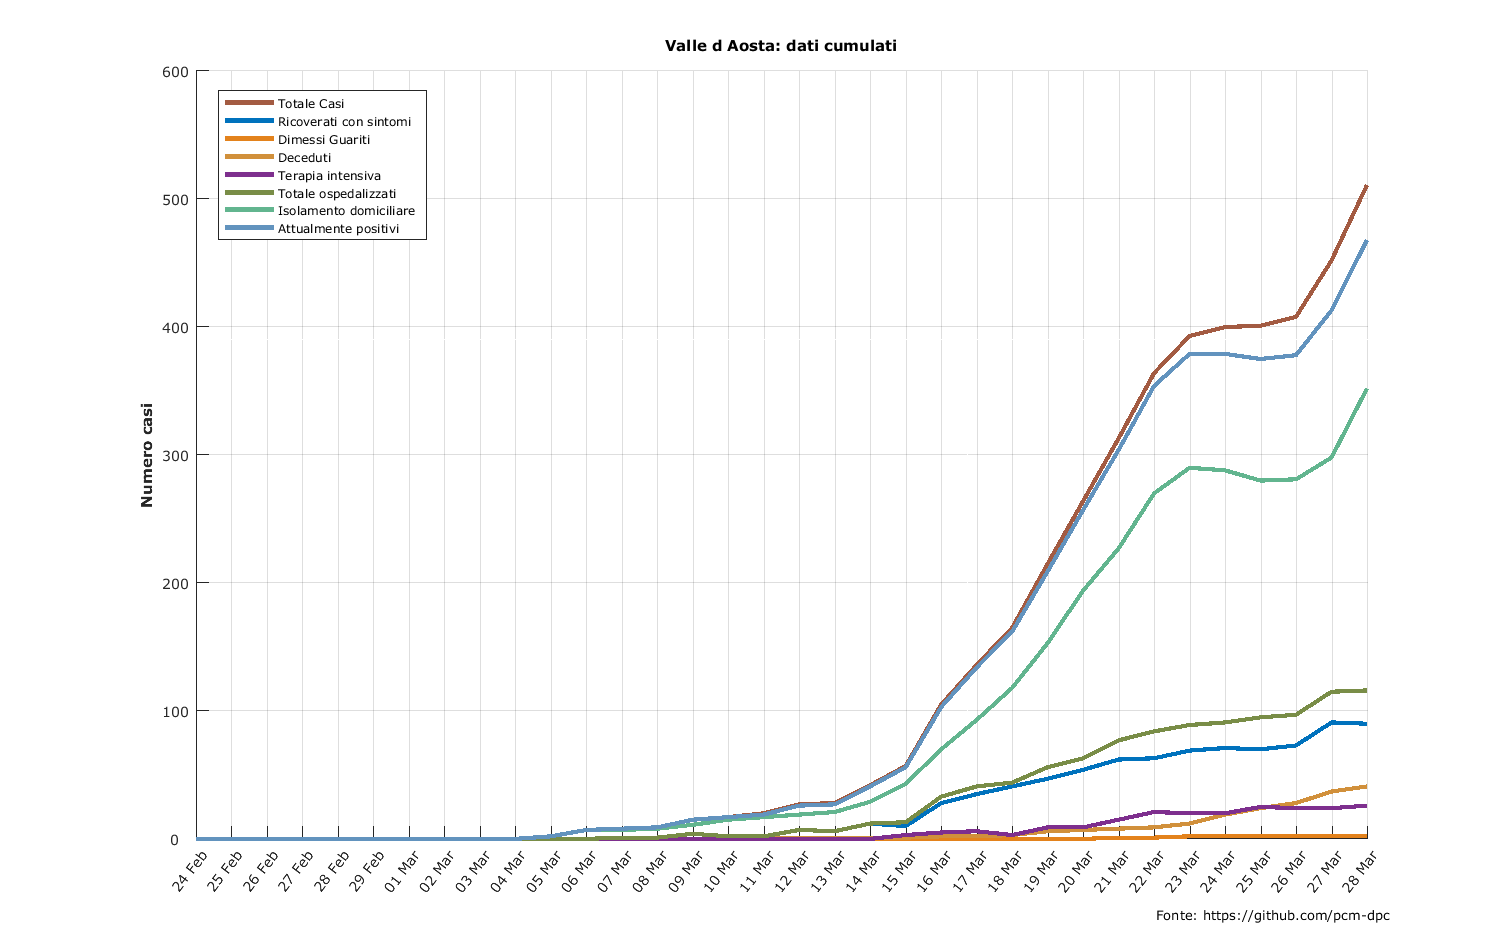 Valle d Aosta: dati cumulati
600
500
400
300
200
100
0
Numero casi
Totale Casi
Ricoverati con sintomi
Dimessi Guariti
Deceduti
Terapia intensiva
Totale ospedalizzati
Isolamento domiciliare
Attualmente positivi
24 Feb
25 Feb
26 Feb
27 Feb
28 Feb
29 Feb
01 Mar
02 Mar
03 Mar
04 Mar
05 Mar
06 Mar
07 Mar
08 Mar
09 Mar
10 Mar
11 Mar
12 Mar
13 Mar
14 Mar
15 Mar
16 Mar
17 Mar
18 Mar
19 Mar
20 Mar
21 Mar
22 Mar
23 Mar
24 Mar
25 Mar
26 Mar
27 Mar
28 Mar
Fonte: https://github.com/pcm-dpc